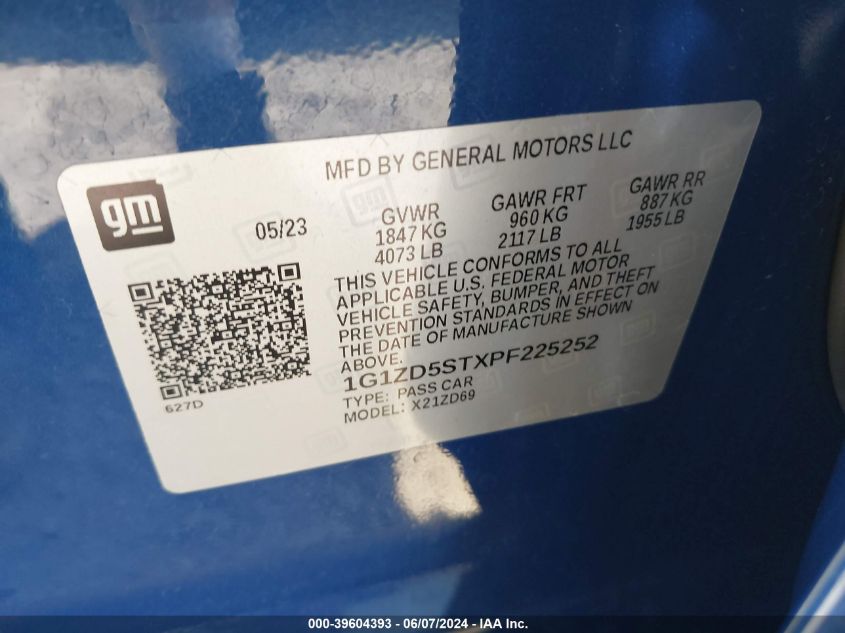 MFD BY GENERAL MOTORS LLC
gm
05/23
GVWR
1847 KG
4073 LB
GAWR FRT
960 KG
2117 LB
GAWR RR
887 KG
1955 LB
THIS VEHICLE CONFORMS TO ALL
APPLICABLE U.S. FEDERAL MOTOR
VEHICLE SAFETY, BUMPER, AND THEFT
PREVENTION STANDARDS IN EFFECT ON
THE DATE OF MANUFACTURE SHOWN
ABOVE.
1G1ZD5STXPF225252
TYPE: PASS CAR
MODEL: X21ZD69
627D
000-39604393 - 06/07/2024 - IAA Inc.